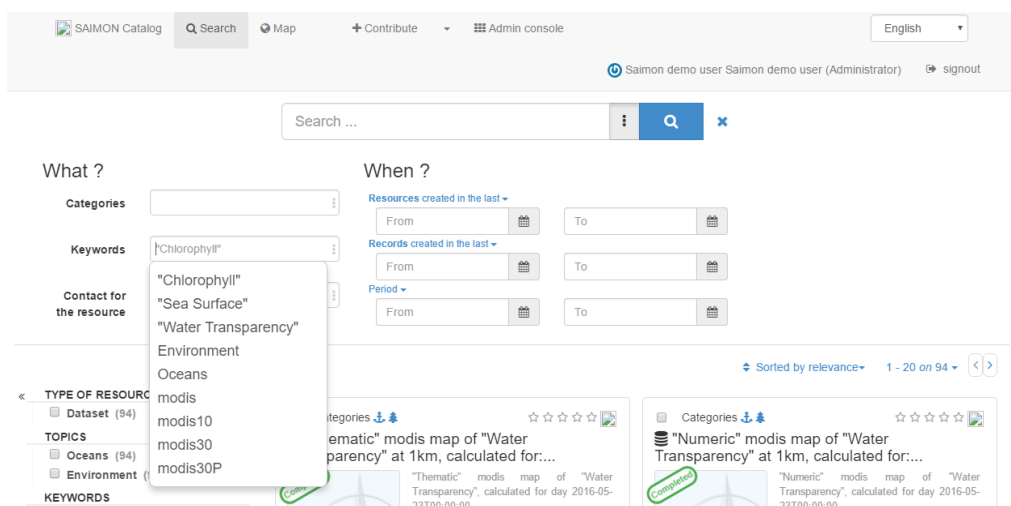 SAIMON Catalog Search Map Contribute Admin console English
Saimon demo user Saimon demo user (Administrator) signout
Search ...
What ?
When ?
Categories
Resources created in the last
From To
Keywords "Chlorophyll"
Records created in the last
From To
"Chlorophyll"
"Sea Surface"
"Water Transparency"
Environment
Oceans
modis
modis10
modis30
modis30P
Contact for
the resource
Period
From To
Sorted by relevance 1 - 20 on 94
TYPE OF RESOURC
Dataset (94)
TOPICS
Oceans (94)
Environment (
KEYWORDS
tegories
ematic" modis map of "Water
parency" at 1km, calculated for:...
"Thematic" modis map of "Water
Transparency", calculated for day 2016-05-
23T00:00:00
Categories
"Numeric" modis map of "Water
Transparency" at 1km, calculated for:...
Completed
"Numeric" modis map of "Water
Transparency", calculated for day 2016-05-
23T00:00:00